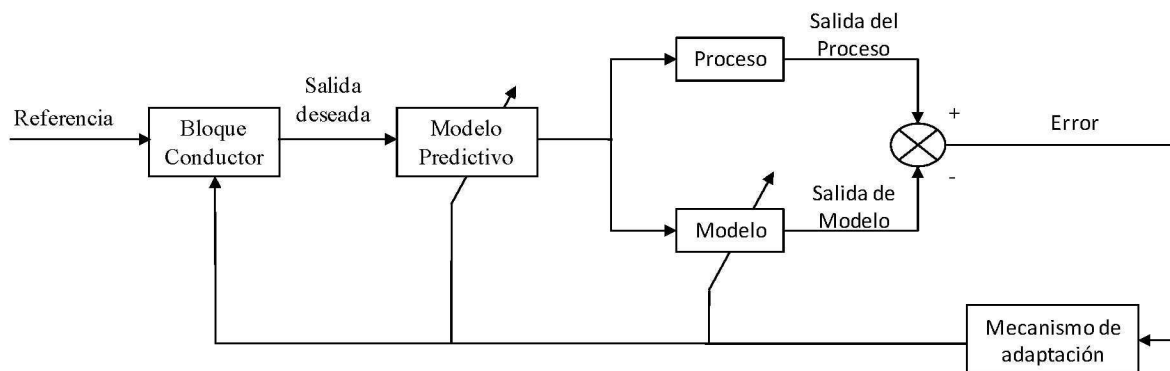 Referencia
Bloque
Conductor
Salida
deseada
Modelo
Predictivo
Proceso
Salida del
Proceso
Modelo
Salida de
Modelo
+
-
Error
Mecanismo de
adaptación